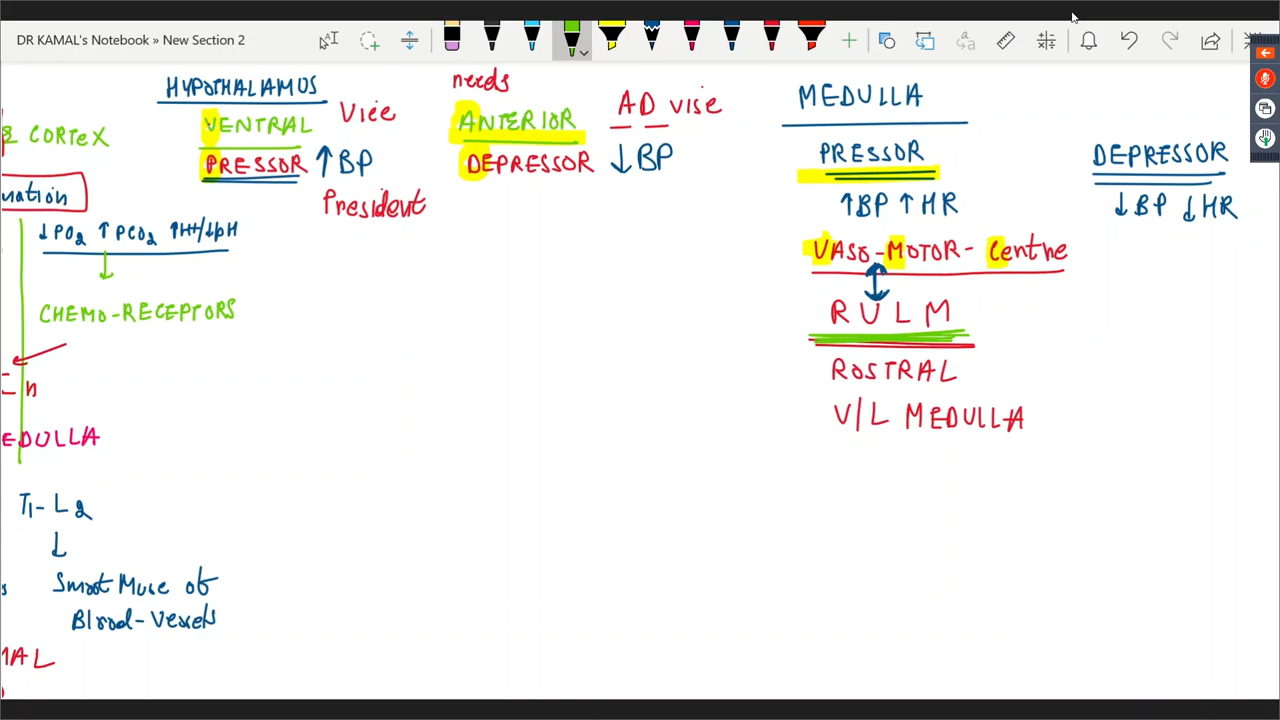 DR KAMAL's Notebook » New Section 2
HYPOTHALAMUS
VENTRAL Vice
PRESSOR ↑BP
President
needs
ANTERIOR AD vise
DEPRESSOR ↓BP
MEDULLA
PRESSOR
↑BP ↑HR
VASO-MOTOR-Centre
RVLM
ROSTRAL
V/L MEDULLA
DEPRESSOR
↓BP ↓HR
& CORTEX
↓PO2 ↑PCO2 ↑H+/↓pH
↓
CHEMO-RECEPTORS
EDULLA
T1-L2
↓
Smoot Musc of
Blood-Vessels
MAL